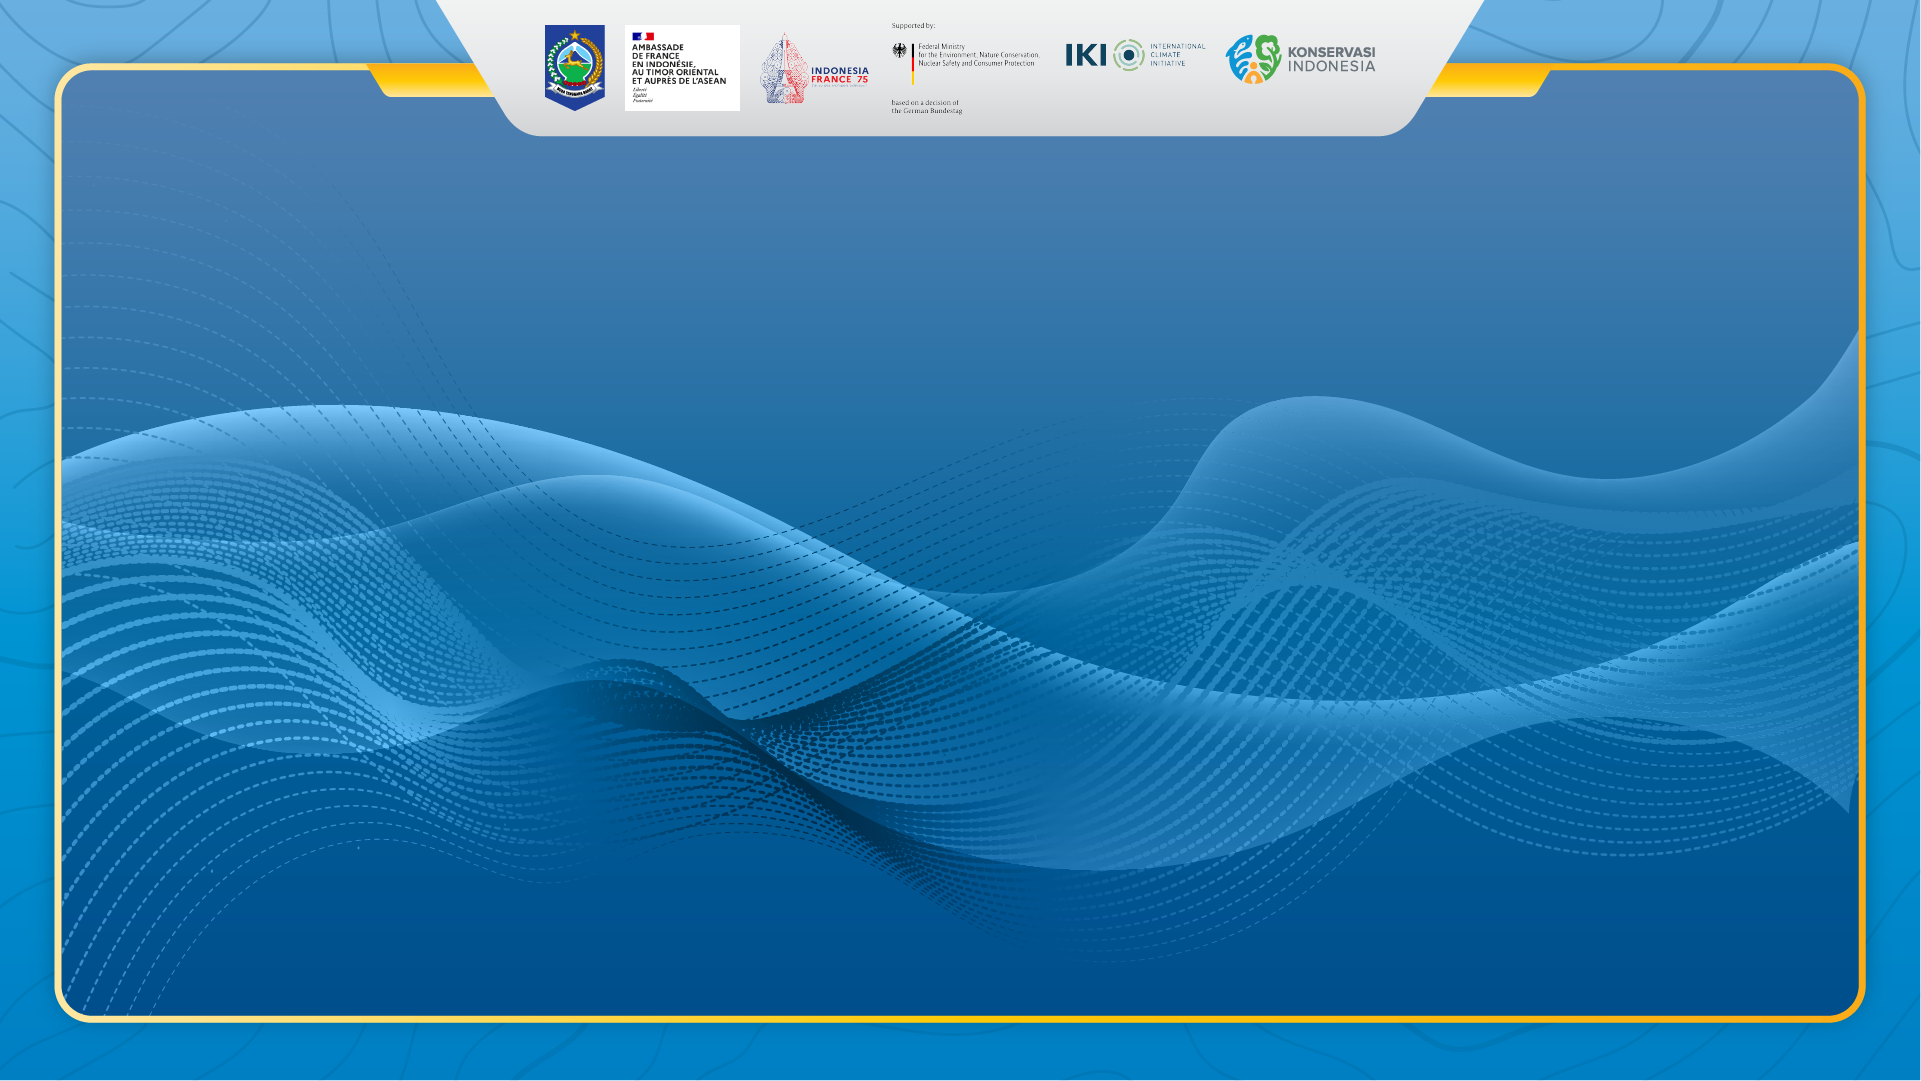 AMBASSADE
DE FRANCE
EN INDONÉSIE,
AU TIMOR ORIENTAL
ET AUPRÈS DE L'ASEAN
Liberté
Égalité
Fraternité
INDONESIA
FRANCE 75
Supported by:
Federal Ministry
for the Environment, Nature Conservation,
Nuclear Safety and Consumer Protection
based on a decision of
the German Bundestag
IKI
INTERNATIONAL
CLIMATE
INITIATIVE
KONSERVASI
INDONESIA